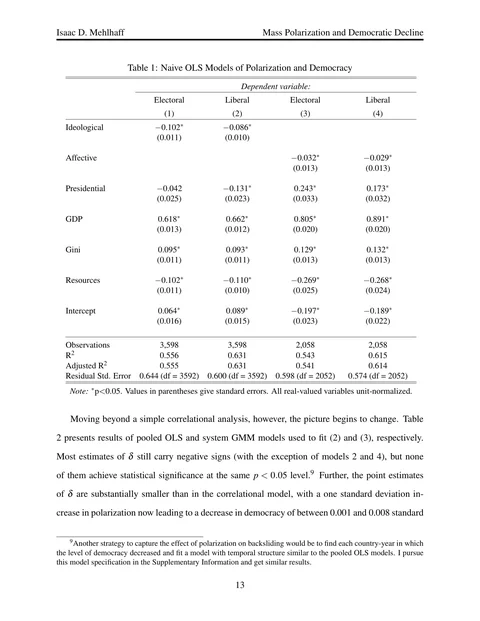 Isaac D. Mehlhaff Mass Polarization and Democratic Decline
Table 1: Naive OLS Models of Polarization and Democracy
Dependent variable:
Electoral Liberal Electoral Liberal
(1) (2) (3) (4)
Ideological −0.102* −0.086*
(0.011) (0.010)
Affective −0.032* −0.029*
(0.013) (0.013)
Presidential −0.042 −0.131* 0.243* 0.173*
(0.025) (0.023) (0.033) (0.032)
GDP 0.618* 0.662* 0.805* 0.891*
(0.013) (0.012) (0.020) (0.020)
Gini 0.095* 0.093* 0.129* 0.132*
(0.011) (0.011) (0.013) (0.013)
Resources −0.102* −0.110* −0.269* −0.268*
(0.011) (0.010) (0.025) (0.024)
Intercept 0.064* 0.089* −0.197* −0.189*
(0.016) (0.015) (0.023) (0.022)
Observations 3,598 3,598 2,058 2,058
R² 0.556 0.631 0.543 0.615
Adjusted R² 0.555 0.631 0.541 0.614
Residual Std. Error 0.644 (df = 3592) 0.600 (df = 3592) 0.598 (df = 2052) 0.574 (df = 2052)
Note: *p<0.05. Values in parentheses give standard errors. All real-valued variables unit-normalized.
Moving beyond a simple correlational analysis, however, the picture begins to change. Table
2 presents results of pooled OLS and system GMM models used to fit (2) and (3), respectively.
Most estimates of δ still carry negative signs (with the exception of models 2 and 4), but none
of them achieve statistical significance at the same p < 0.05 level.⁹ Further, the point estimates
of δ are substantially smaller than in the correlational model, with a one standard deviation in-
crease in polarization now leading to a decrease in democracy of between 0.001 and 0.008 standard
⁹Another strategy to capture the effect of polarization on backsliding would be to find each country-year in which
the level of democracy decreased and fit a model with temporal structure similar to the pooled OLS models. I pursue
this model specification in the Supplementary Information and get similar results.
13